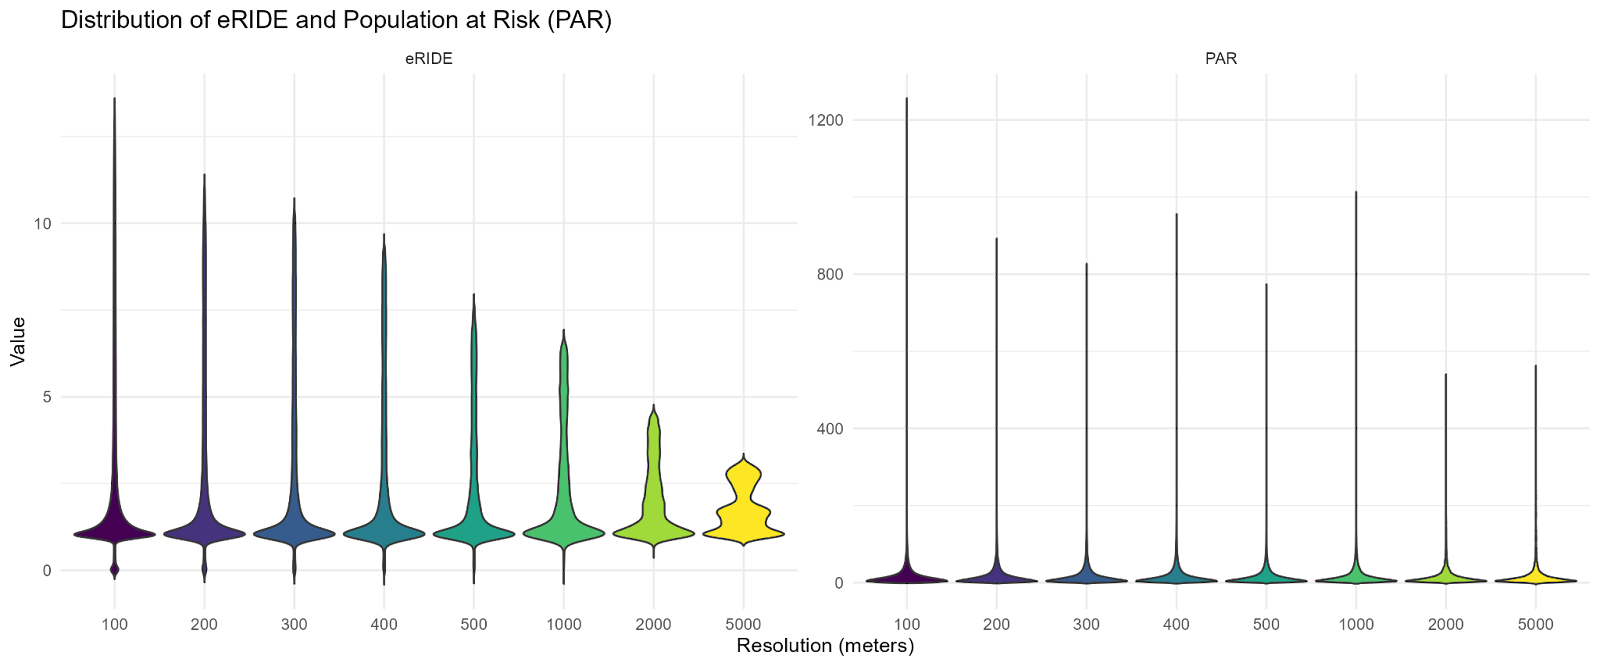 Distribution of eRIDE and Population at Risk (PAR)
eRIDE
PAR
Value
10
5
0
1200
800
400
0
100 200 300 400 500 1000 2000 5000
100 200 300 400 500 1000 2000 5000
Resolution (meters)